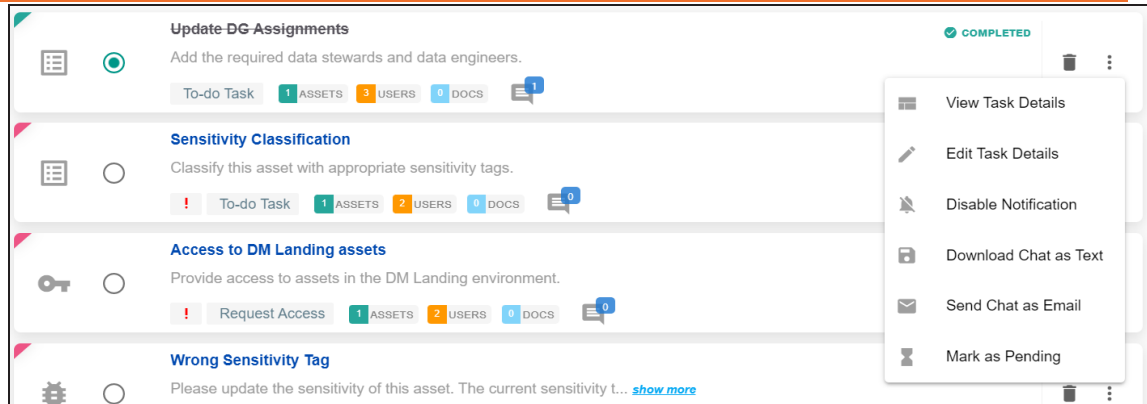 Update DG Assignments
COMPLETED
Add the required data stewards and data engineers.
To-do Task 1 ASSETS 3 USERS 0 DOCS 1
View Task Details
Sensitivity Classification
Edit Task Details
Classify this asset with appropriate sensitivity tags.
! To-do Task 1 ASSETS 2 USERS 0 DOCS 0
Disable Notification
Access to DM Landing assets
Download Chat as Text
Provide access to assets in the DM Landing environment.
! Request Access 1 ASSETS 2 USERS 0 DOCS 0
Send Chat as Email
Wrong Sensitivity Tag
Mark as Pending
Please update the sensitivity of this asset. The current sensitivity t... show more